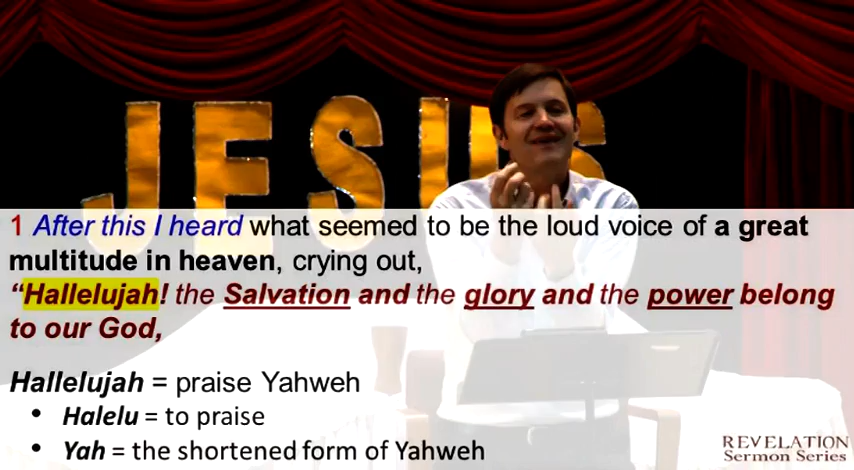 JESUS
1 After this I heard what seemed to be the loud voice of a great
multitude in heaven, crying out,
“Hallelujah! the Salvation and the glory and the power belong
to our God,
Hallelujah = praise Yahweh
• Halelu = to praise
• Yah = the shortened form of Yahweh
REVELATION
Sermon Series